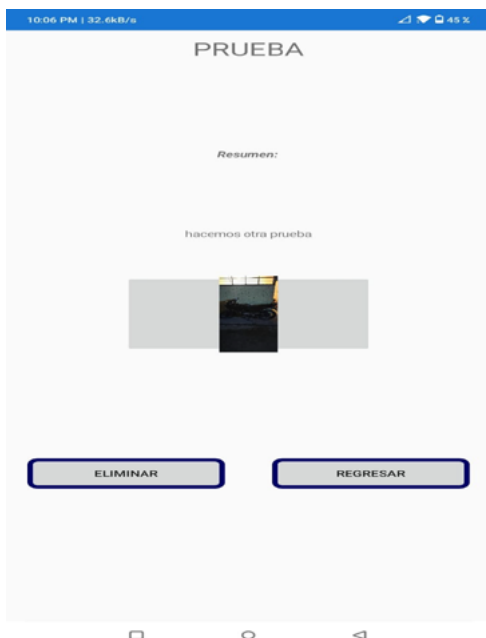 10:06 PM | 32.6kB/s 45 %
PRUEBA
Resumen:
hacemos otra prueba
ELIMINAR REGRESAR